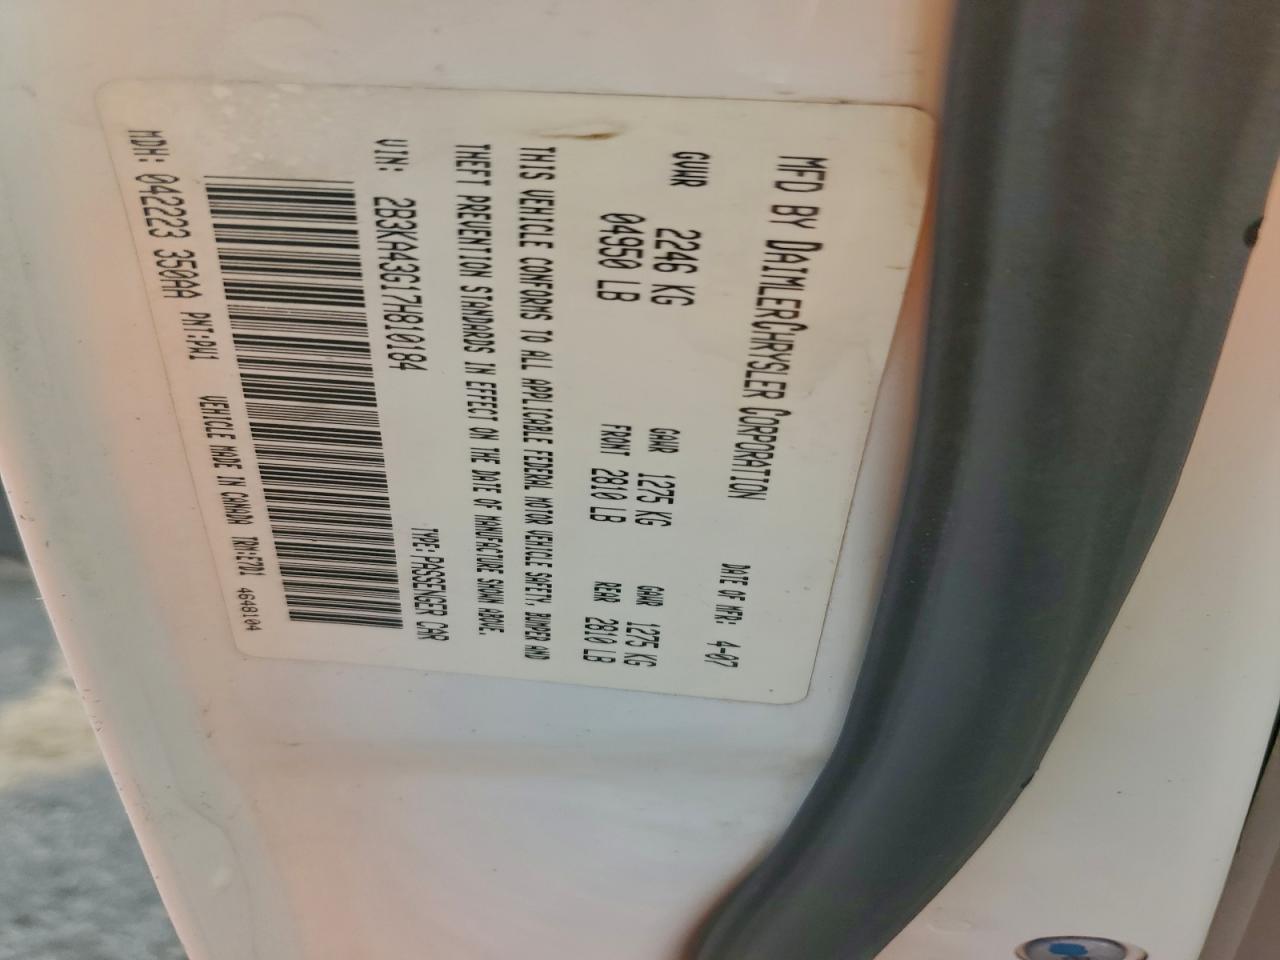 MFD BY DAIMLERCHRYSLER CORPORATION DATE OF MFR: 4-07
GVWR 2246 KG GAWR 1275 KG GAWR 1275 KG
04950 LB FRONT 2810 LB REAR 2810 LB
THIS VEHICLE CONFORMS TO ALL APPLICABLE FEDERAL MOTOR VEHICLE SAFETY, BUMPER AND
THEFT PREVENTION STANDARDS IN EFFECT ON THE DATE OF MANUFACTURE SHOWN ABOVE.
VIN: 2B3KA43G17H810184 TYPE: PASSENGER CAR
MDH: 042223 350AA PNT:PW1 VEHICLE MADE IN CANADA TRM:E7D1 4648104